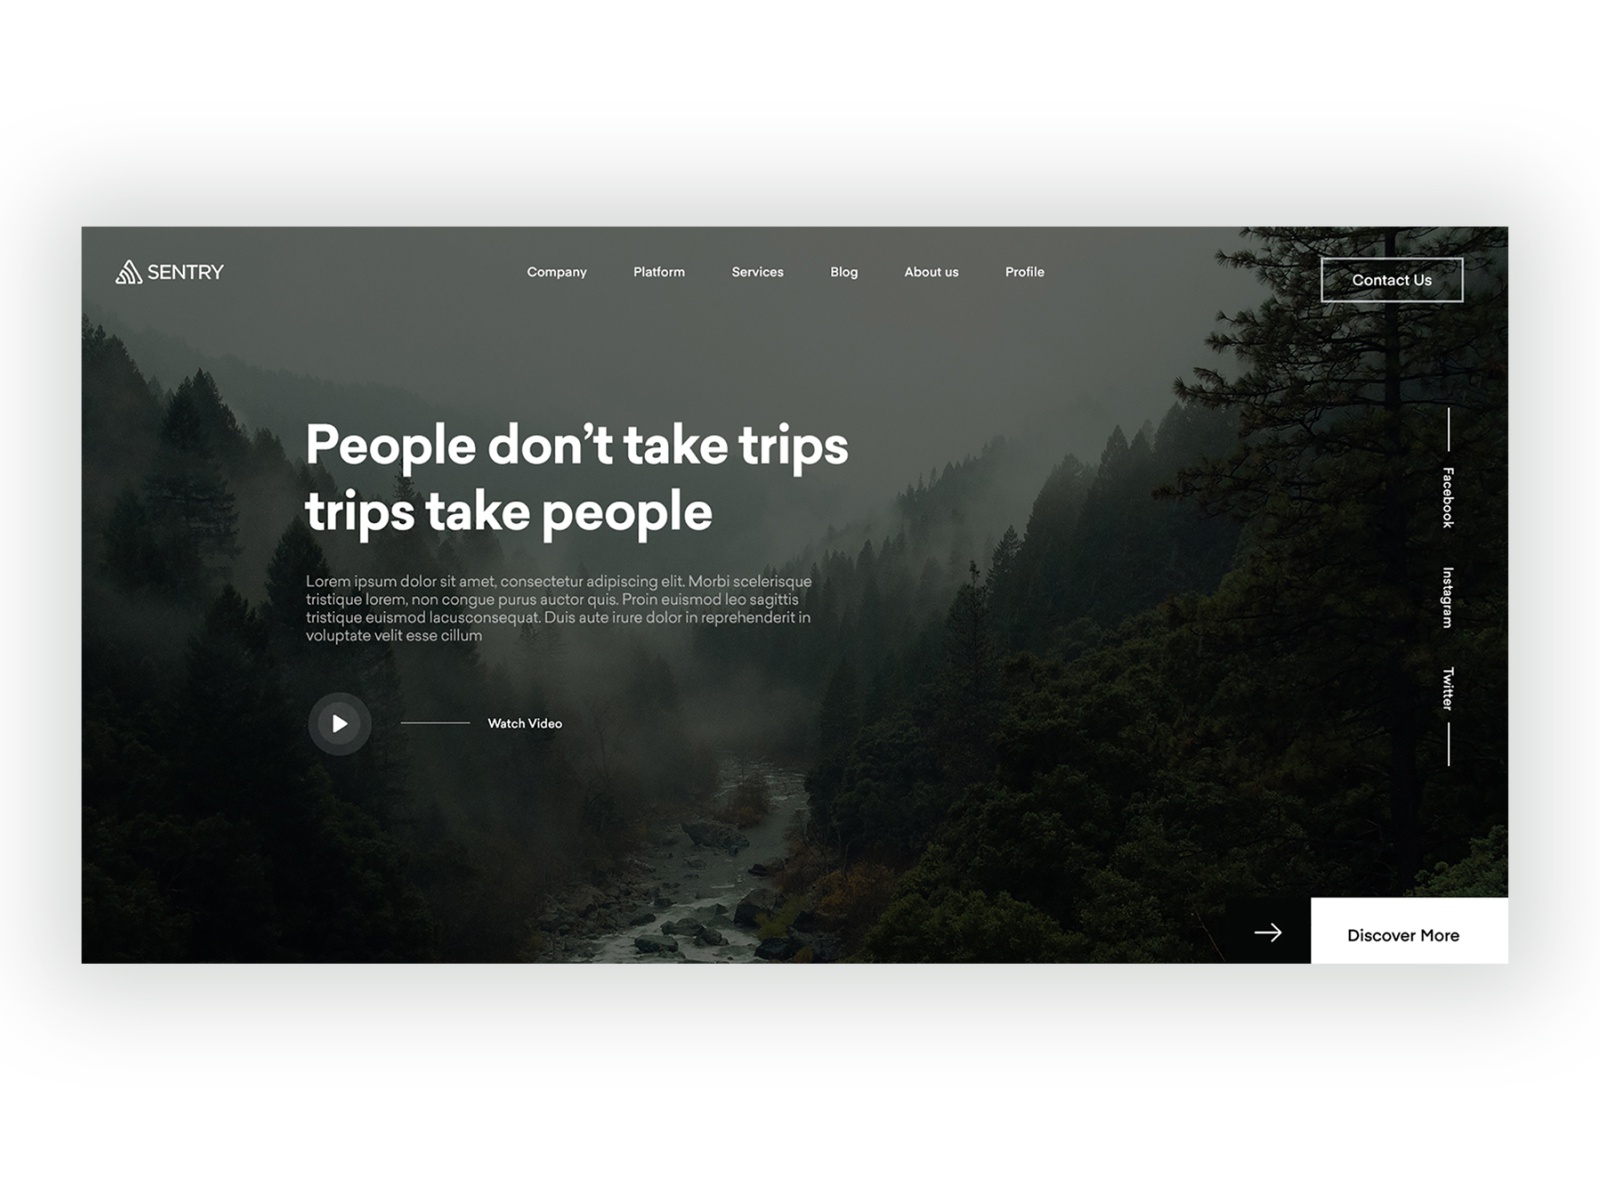 SENTRY
Company
Platform
Services
Blog
About us
Profile
Contact Us
People don’t take trips
trips take people
Lorem ipsum dolor sit amet, consectetur adipiscing elit. Morbi scelerisque
tristique lorem, non congue purus auctor quis. Proin euismod leo sagittis
tristique euismod lacusconsequat. Duis aute irure dolor in reprehenderit in
voluptate velit esse cillum
Watch Video
Facebook
Instagram
Twitter
Discover More